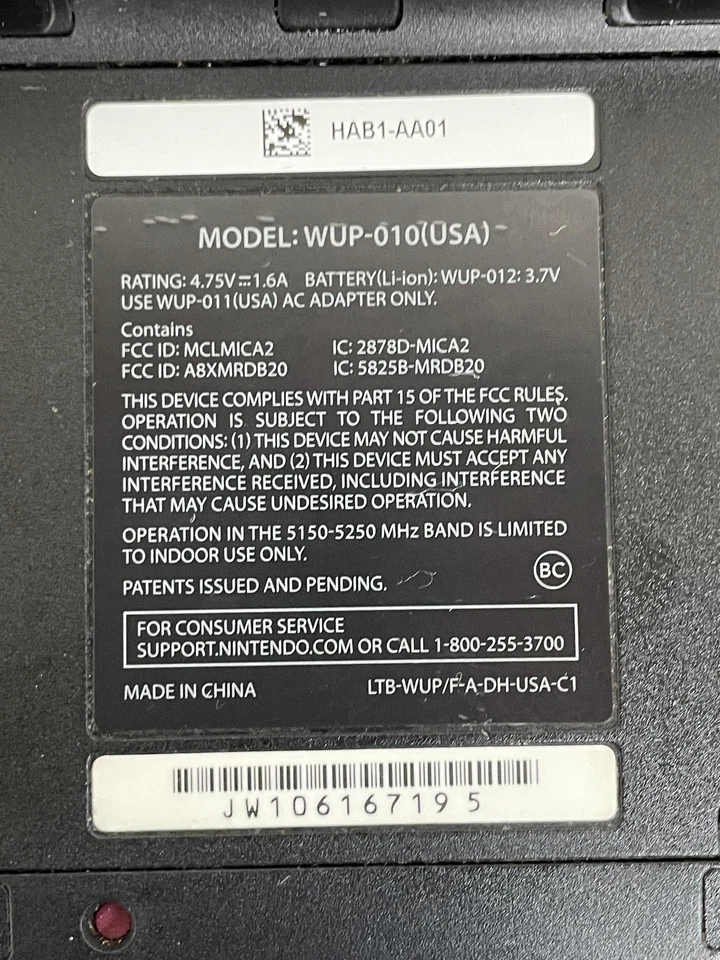 HAB1-AA01
MODEL: WUP-010(USA)
RATING: 4.75V⎓1.6A BATTERY(Li-ion): WUP-012: 3.7V
USE WUP-011(USA) AC ADAPTER ONLY.
Contains
FCC ID: MCLMICA2 IC: 2878D-MICA2
FCC ID: A8XMRDB20 IC: 5825B-MRDB20
THIS DEVICE COMPLIES WITH PART 15 OF THE FCC RULES.
OPERATION IS SUBJECT TO THE FOLLOWING TWO
CONDITIONS: (1) THIS DEVICE MAY NOT CAUSE HARMFUL
INTERFERENCE, AND (2) THIS DEVICE MUST ACCEPT ANY
INTERFERENCE RECEIVED, INCLUDING INTERFERENCE
THAT MAY CAUSE UNDESIRED OPERATION.
OPERATION IN THE 5150-5250 MHz BAND IS LIMITED
TO INDOOR USE ONLY.
PATENTS ISSUED AND PENDING.
BC
FOR CONSUMER SERVICE
SUPPORT.NINTENDO.COM OR CALL 1-800-255-3700
MADE IN CHINA LTB-WUP/F-A-DH-USA-C1
JW106167195